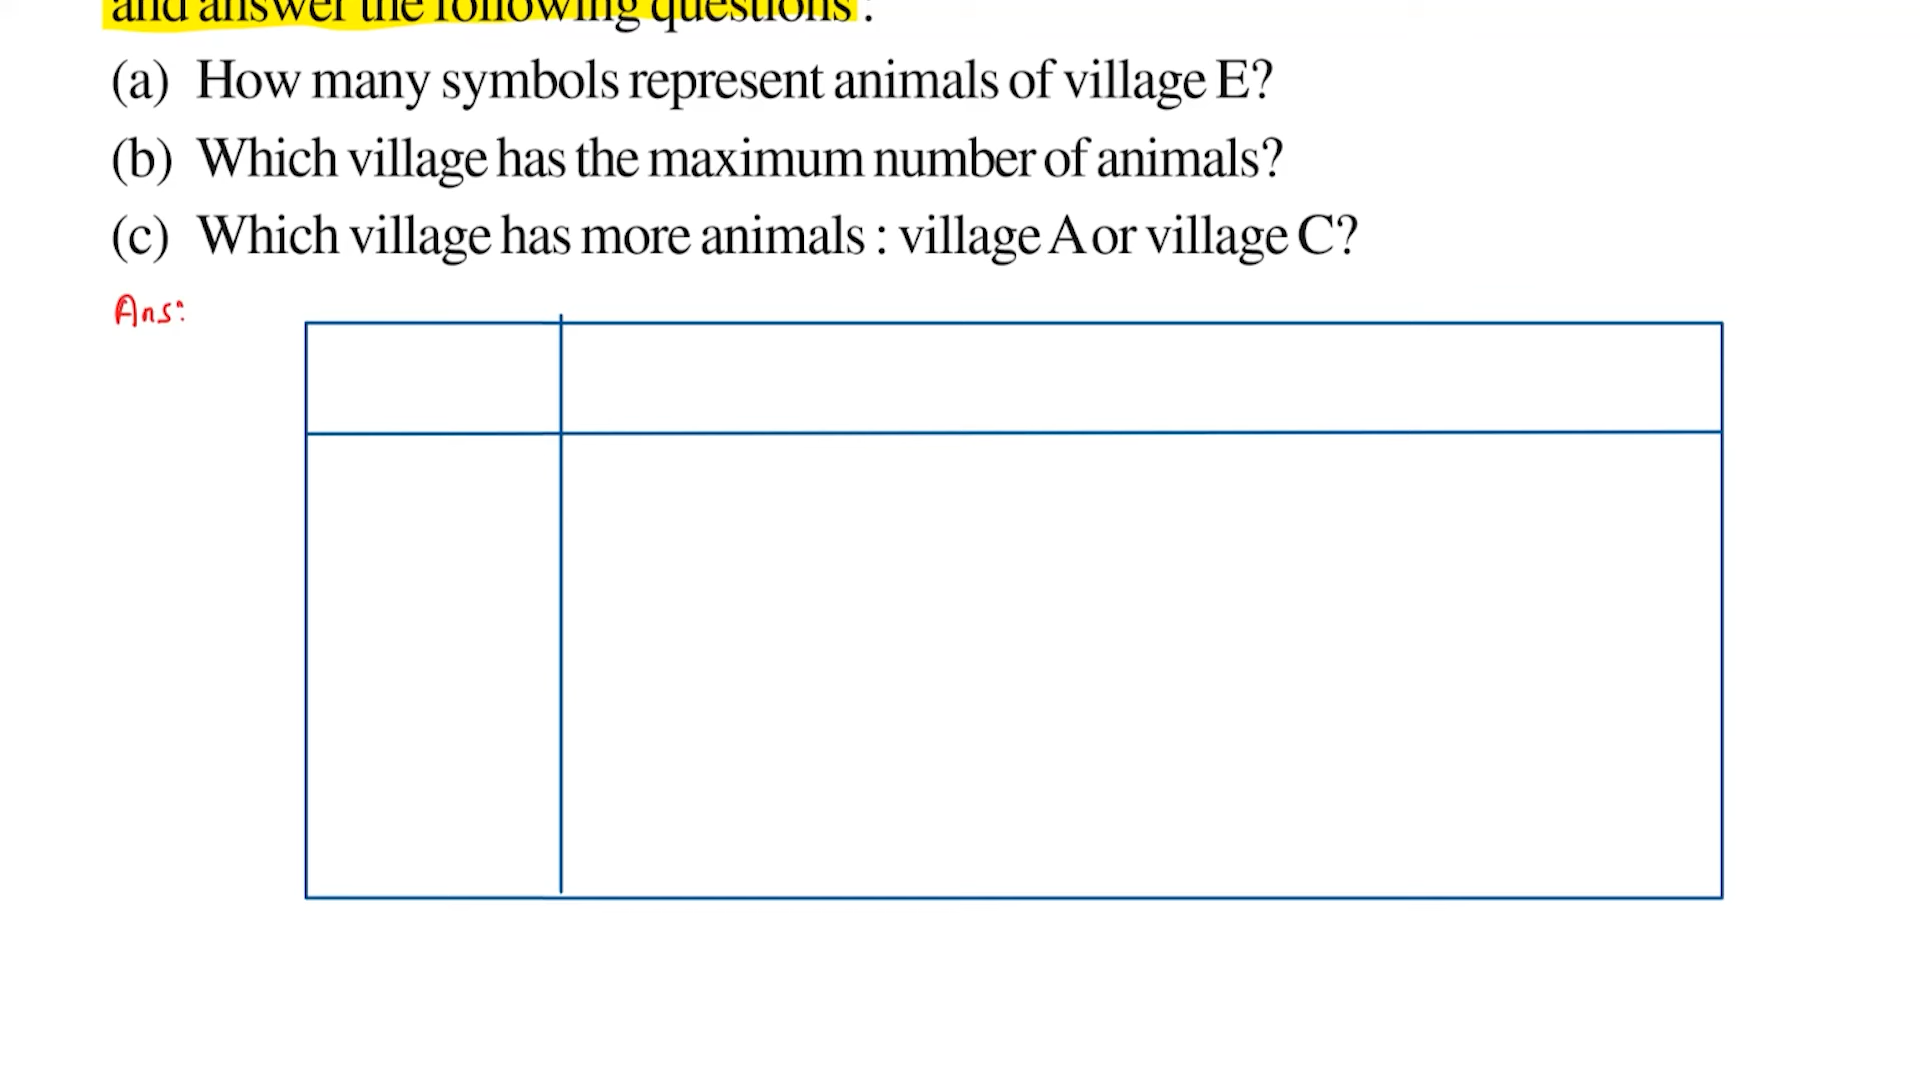 and answer the following questions :
(a) How many symbols represent animals of village E?
(b) Which village has the maximum number of animals?
(c) Which village has more animals : village A or village C?
Ans: